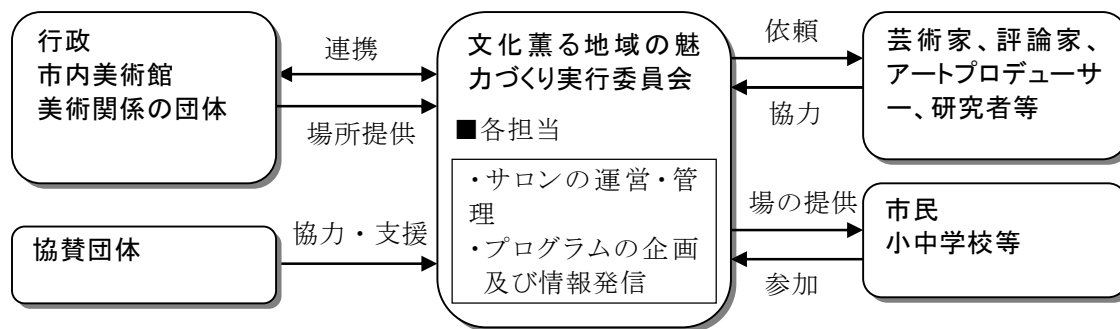 行政
市内美術館
美術関係の団体
連携
場所提供
協賛団体
協力・支援
文化薫る地域の魅
力づくり実行委員会
■各担当
・サロンの運営・管
理
・プログラムの企画
及び情報発信
依頼
協力
芸術家、評論家、
アートプロデューサ
ー、研究者等
場の提供
参加
市民
小中学校等